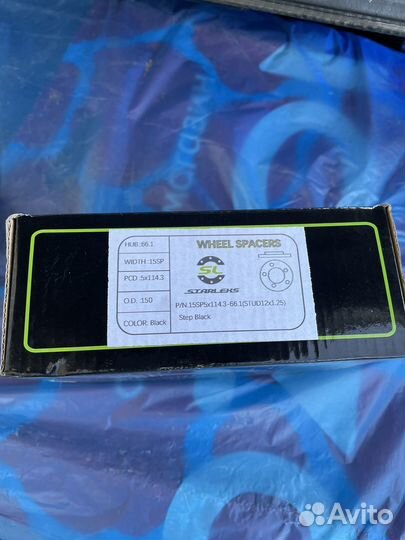 HUB :66.1
WIDTH :15SP
PCD :5x114.3
O.D. :150
COLOR: Black
WHEEL SPACERS
SL
STARLEKS
P/N.15SP5x114.3-66.1(STUD12x1.25)
Step Black
Avito